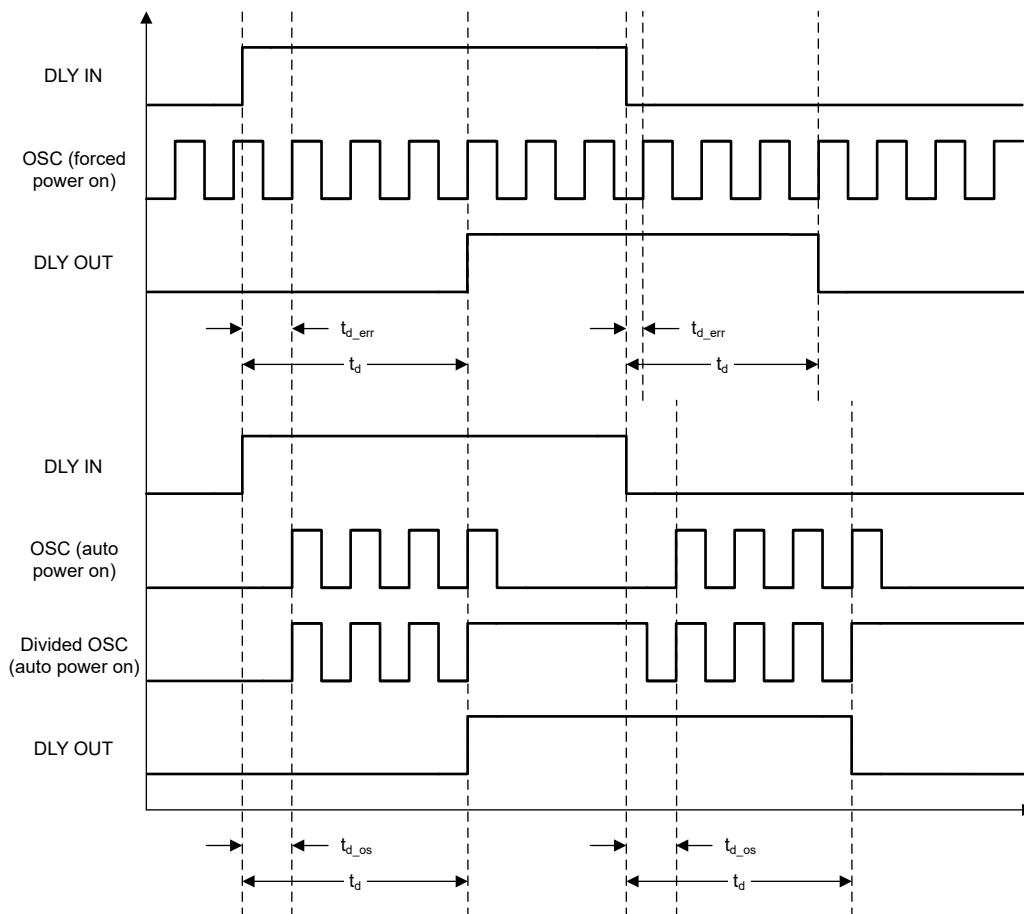 DLY IN
OSC (forced
power on)
DLY OUT
t_d_err
t_d_err
t_d
t_d
DLY IN
OSC (auto
power on)
Divided OSC
(auto power on)
DLY OUT
t_d_os
t_d_os
t_d
t_d